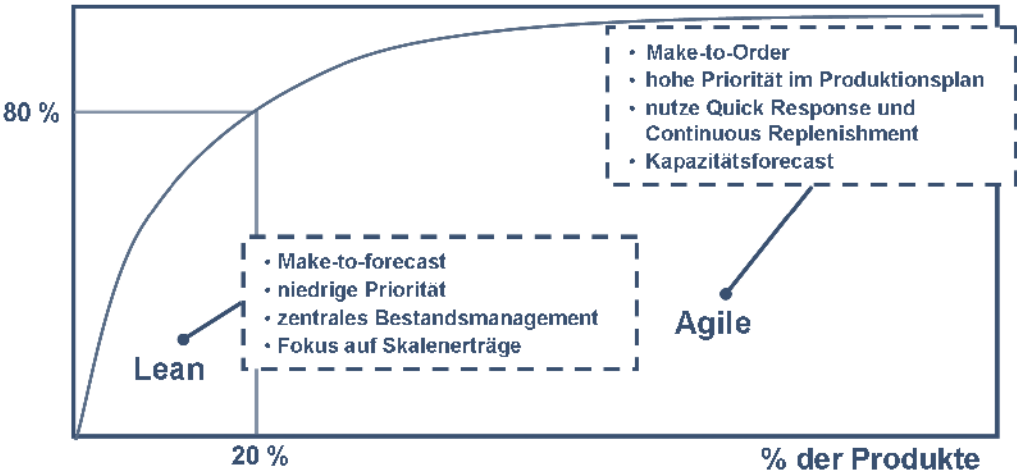 • Make-to-Order
• hohe Priorität im Produktionsplan
• nutze Quick Response und
Continuous Replenishment
• Kapazitätsforecast
80 %
• Make-to-forecast
• niedrige Priorität
• zentrales Bestandsmanagement
• Fokus auf Skalenerträge
Agile
Lean
20 %
% der Produkte